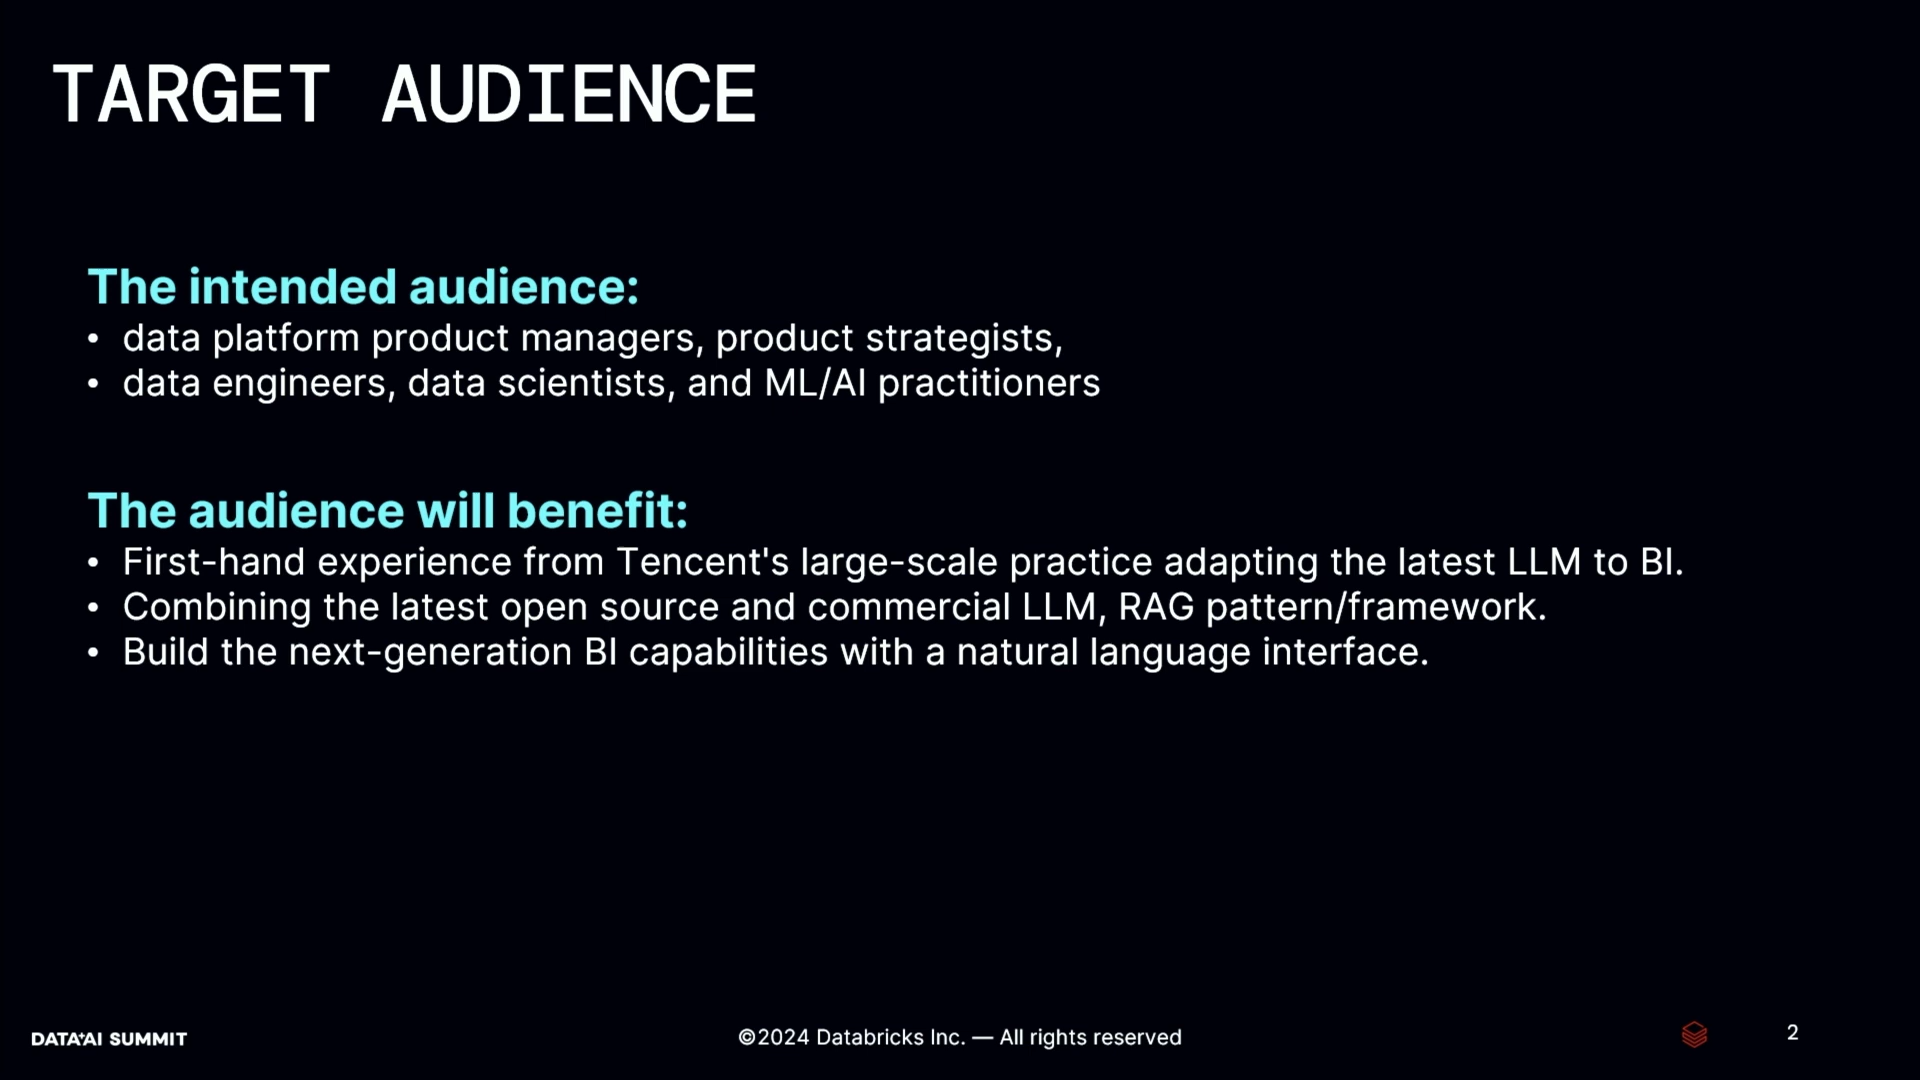 TARGET AUDIENCE
The intended audience:
• data platform product managers, product strategists,
• data engineers, data scientists, and ML/AI practitioners
The audience will benefit:
• First-hand experience from Tencent's large-scale practice adapting the latest LLM to BI.
• Combining the latest open source and commercial LLM, RAG pattern/framework.
• Build the next-generation BI capabilities with a natural language interface.
DATA+AI SUMMIT
©2024 Databricks Inc. — All rights reserved
2